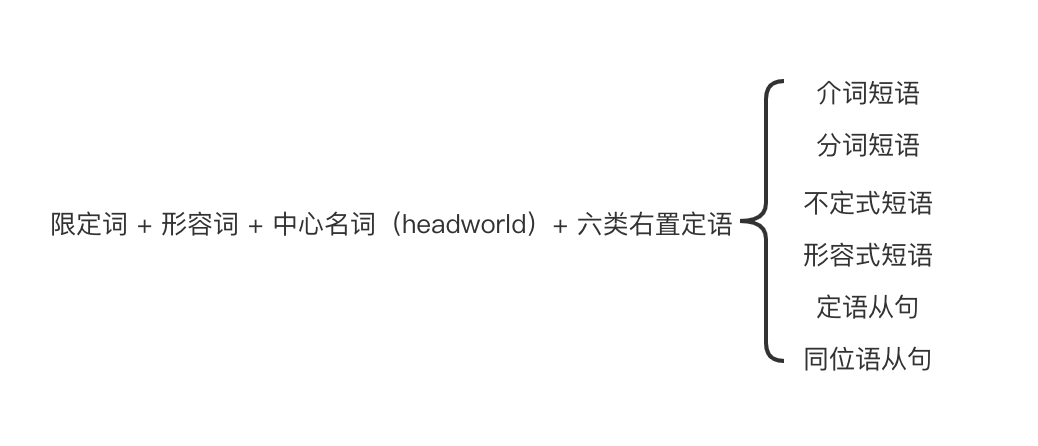 限定词 + 形容词 + 中心名词（headworld）+ 六类右置定语
介词短语
分词短语
不定式短语
形容式短语
定语从句
同位语从句